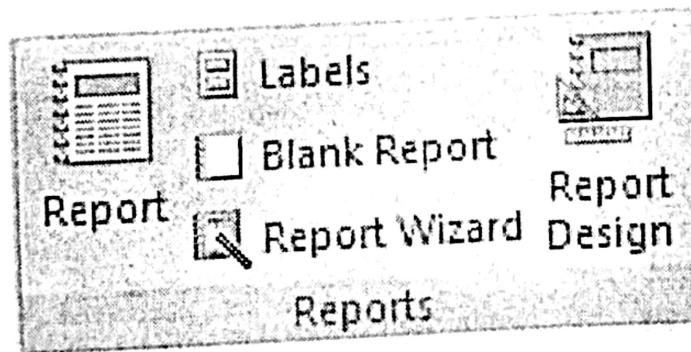 Report
Labels
Blank Report
Report Wizard
Report
Design
Reports